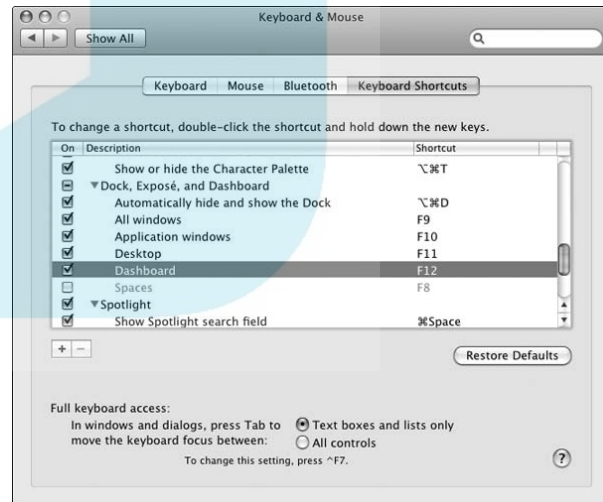 Keyboard & Mouse
Show All
Keyboard Mouse Bluetooth Keyboard Shortcuts
To change a shortcut, double-click the shortcut and hold down the new keys.
On Description Shortcut
Show or hide the Character Palette ⌥⌘T
Dock, Exposé, and Dashboard
Automatically hide and show the Dock ⌥⌘D
All windows F9
Application windows F10
Desktop F11
Dashboard F12
Spaces F8
Spotlight
Show Spotlight search field ⌘Space
+ −
Restore Defaults
Full keyboard access:
In windows and dialogs, press Tab to Text boxes and lists only
move the keyboard focus between: All controls
To change this setting, press ^F7.
?